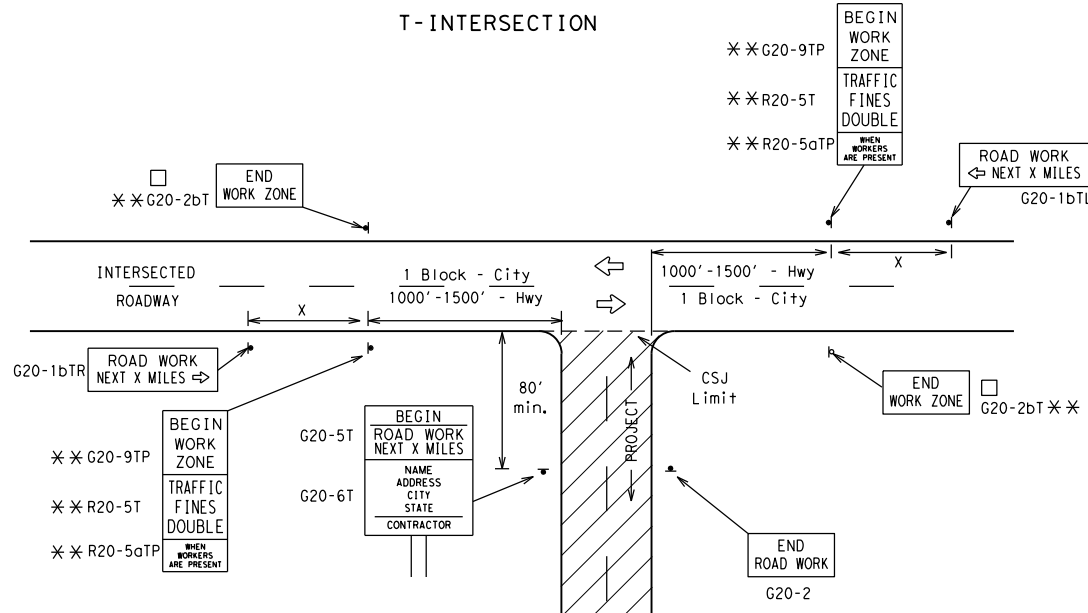 T-INTERSECTION
✳✳G20-9TP
BEGIN
WORK
ZONE
✳✳R20-5T
TRAFFIC
FINES
DOUBLE
✳✳R20-5aTP
WHEN
WORKERS
ARE PRESENT
ROAD WORK
⇦ NEXT X MILES
G20-1bTL
□
✳✳G20-2bT
END
WORK ZONE
INTERSECTED
ROADWAY
1 Block - City
1000'-1500' - Hwy
X
1000'-1500' - Hwy
1 Block - City
X
G20-1bTR
ROAD WORK
NEXT X MILES ⇨
80'
min.
CSJ
Limit
PROJECT
END
WORK ZONE
□
G20-2bT ✳✳
✳✳G20-9TP
BEGIN
WORK
ZONE
✳✳R20-5T
TRAFFIC
FINES
DOUBLE
✳✳R20-5aTP
WHEN
WORKERS
ARE PRESENT
G20-5T
BEGIN
ROAD WORK
NEXT X MILES
G20-6T
NAME
ADDRESS
CITY
STATE
CONTRACTOR
END
ROAD WORK
G20-2